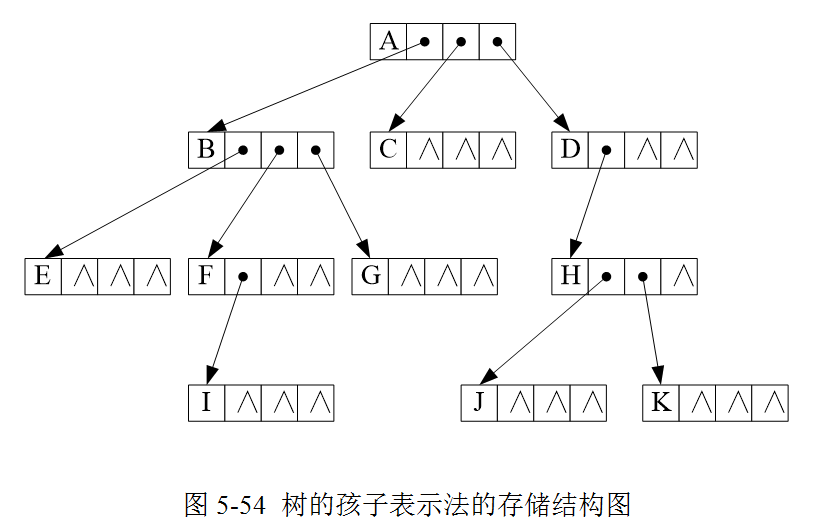 A
B ∧ ∧ ∧
C ∧ ∧ ∧
D ∧ ∧
E ∧ ∧ ∧
F ∧ ∧
G ∧ ∧ ∧
H ∧
I ∧ ∧ ∧
J ∧ ∧ ∧
K ∧ ∧ ∧
图 5-54 树的孩子表示法的存储结构图